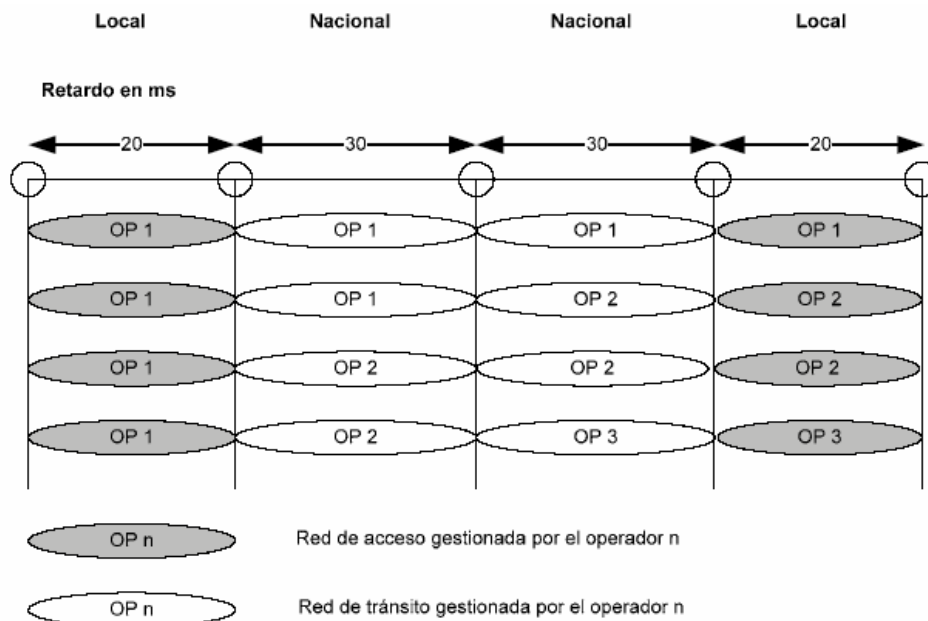 Local Nacional Nacional Local
Retardo en ms
20 30 30 20
OP 1 OP 1 OP 1 OP 1
OP 1 OP 1 OP 2 OP 2
OP 1 OP 2 OP 2 OP 2
OP 1 OP 2 OP 3 OP 3
OP n Red de acceso gestionada por el operador n
OP n Red de tránsito gestionada por el operador n